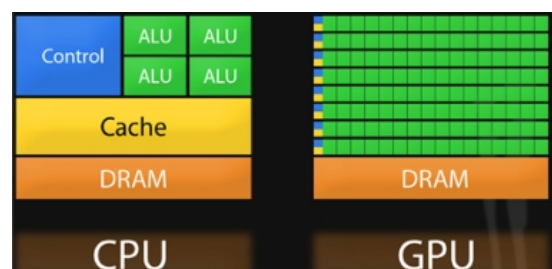 Control
ALU ALU
ALU ALU
Cache
DRAM
CPU
DRAM
GPU